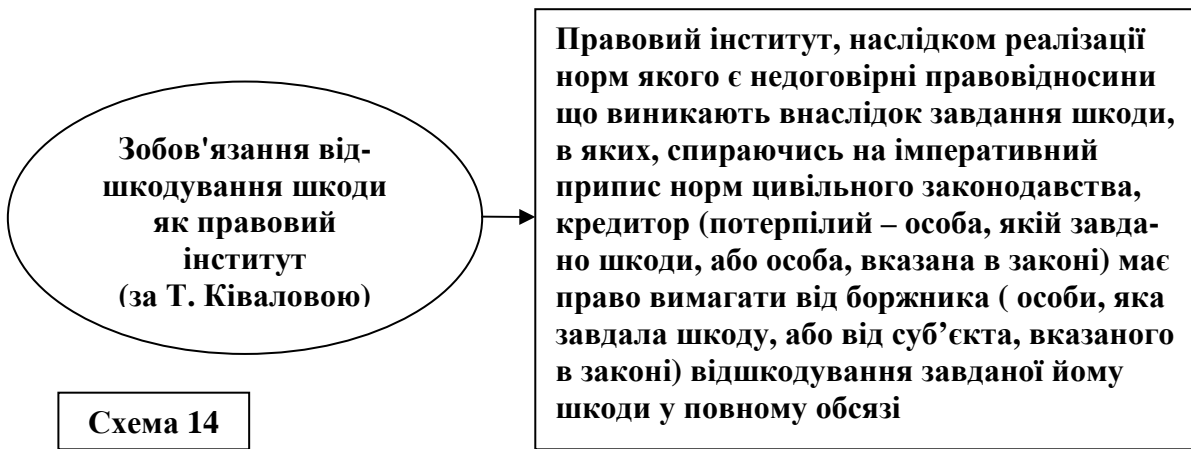 Зобов'язання від-
шкодування шкоди
як правовий
інститут
(за Т. Ківаловою)
Правовий інститут, наслідком реалізації
норм якого є недоговірні правовідносини
що виникають внаслідок завдання шкоди,
в яких, спираючись на імперативний
припис норм цивільного законодавства,
кредитор (потерпілий – особа, якій завда-
но шкоди, або особа, вказана в законі) має
право вимагати від боржника ( особи, яка
завдала шкоду, або від суб’єкта, вказаного
в законі) відшкодування завданої йому
шкоди у повному обсязі
Схема 14